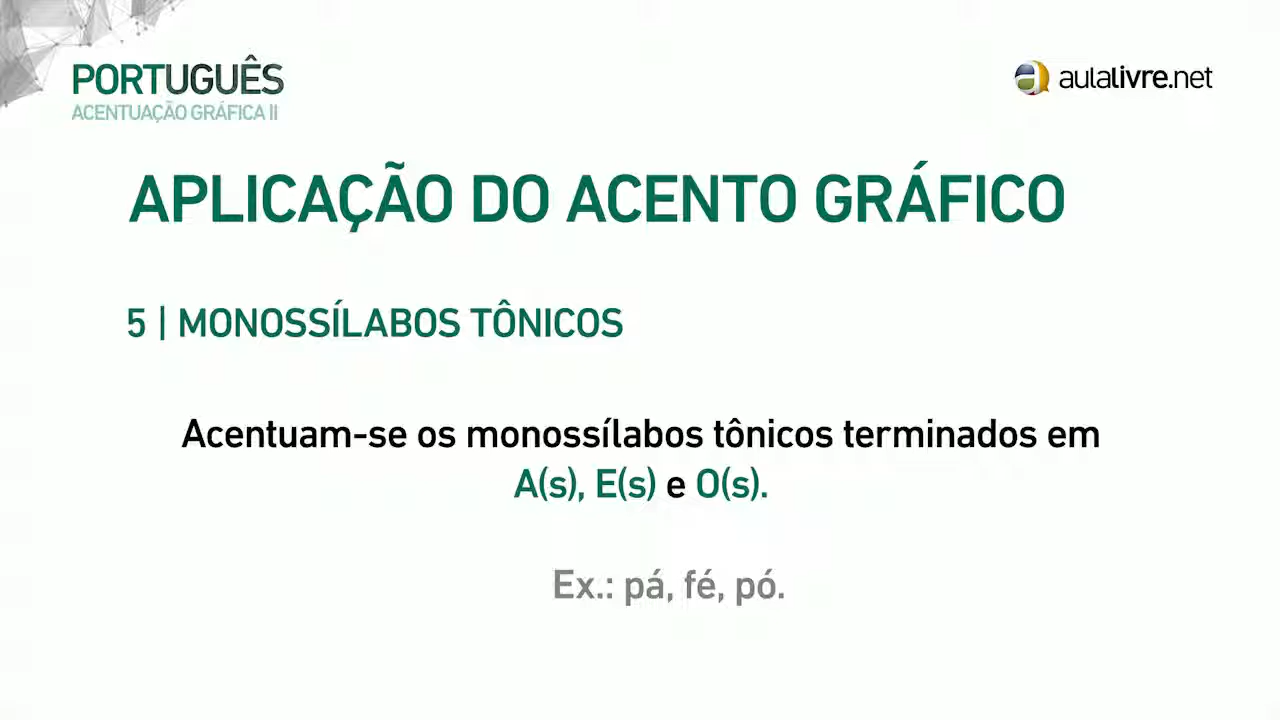 PORTUGUÊS
ACENTUAÇÃO GRÁFICA II
aulalivre.net
APLICAÇÃO DO ACENTO GRÁFICO
5 | MONOSSÍLABOS TÔNICOS
Acentuam-se os monossílabos tônicos terminados em
A(s), E(s) e O(s).
Ex.: pá, fé, pó.